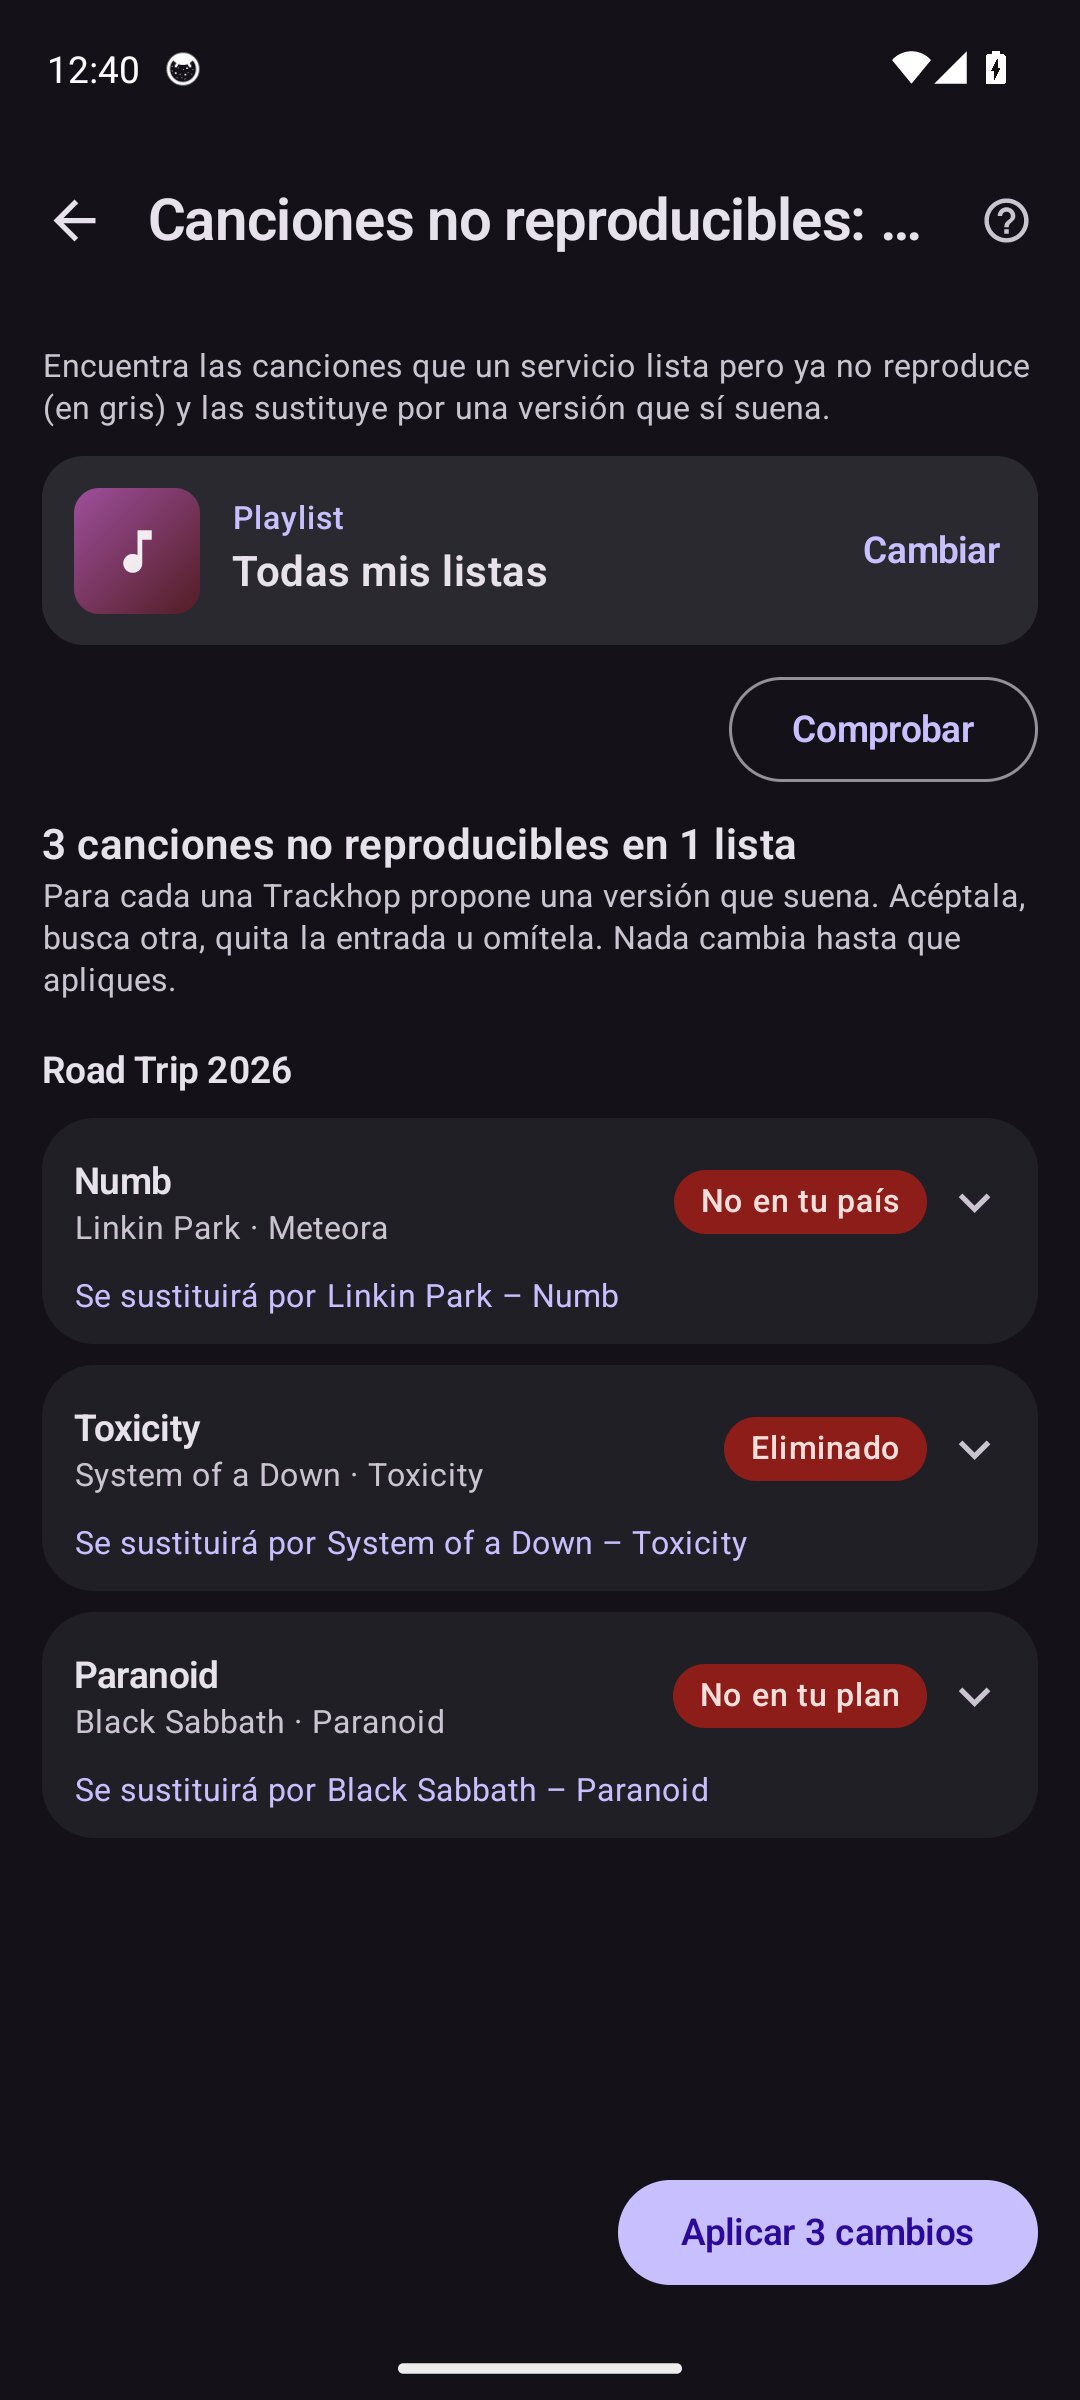 12:40
Canciones no reproducibles: ...
Encuentra las canciones que un servicio lista pero ya no reproduce
(en gris) y las sustituye por una versión que sí suena.
Playlist
Todas mis listas
Cambiar
Comprobar
3 canciones no reproducibles en 1 lista
Para cada una Trackhop propone una versión que suena. Acéptala,
busca otra, quita la entrada u omítela. Nada cambia hasta que
apliques.
Road Trip 2026
Numb
Linkin Park · Meteora
No en tu país
Se sustituirá por Linkin Park – Numb
Toxicity
System of a Down · Toxicity
Eliminado
Se sustituirá por System of a Down – Toxicity
Paranoid
Black Sabbath · Paranoid
No en tu plan
Se sustituirá por Black Sabbath – Paranoid
Aplicar 3 cambios